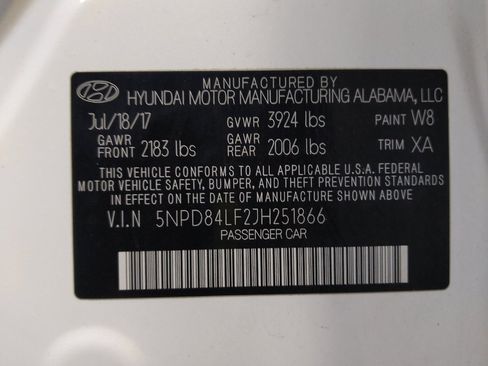 MANUFACTURED BY
HYUNDAI MOTOR MANUFACTURING ALABAMA, LLC
Jul/18/17 GVWR 3924 lbs PAINT W8
GAWR FRONT 2183 lbs GAWR REAR 2006 lbs TRIM XA
THIS VEHICLE CONFORMS TO ALL APPLICABLE U.S.A. FEDERAL
MOTOR VEHICLE SAFETY, BUMPER, AND THEFT PREVENTION STANDARDS
IN EFFECT ON THE DATE OF MANUFACTURE SHOWN ABOVE.
V.I.N 5NPD84LF2JH251866
PASSENGER CAR